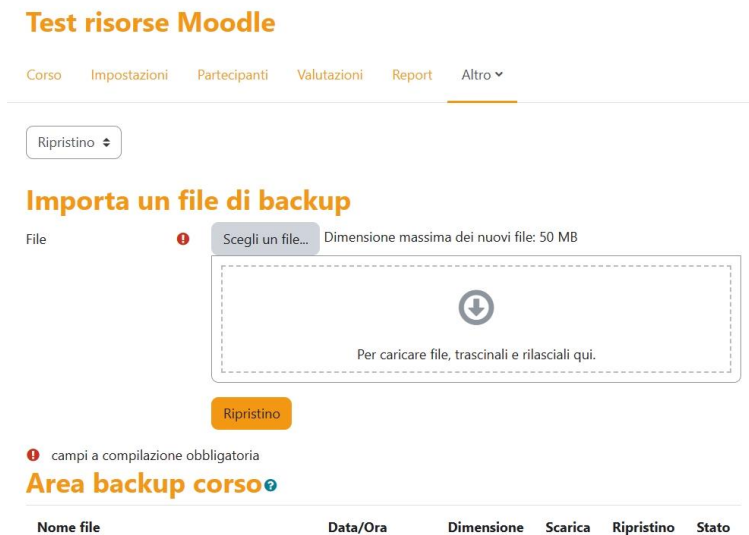 Test risorse Moodle
Corso Impostazioni Partecipanti Valutazioni Report Altro
Ripristino
Importa un file di backup
File Scegli un file... Dimensione massima dei nuovi file: 50 MB
Per caricare file, trascinali e rilasciali qui.
Ripristino
campi a compilazione obbligatoria
Area backup corso
Nome file Data/Ora Dimensione Scarica Ripristino Stato